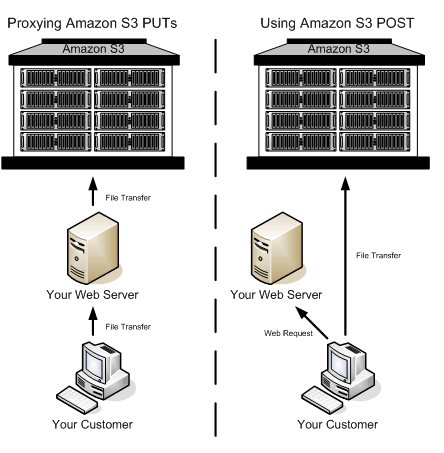 Proxying Amazon S3 PUTs
Amazon S3
File Transfer
Your Web Server
File Transfer
Your Customer
Using Amazon S3 POST
Amazon S3
File Transfer
Your Web Server
Web Request
Your Customer